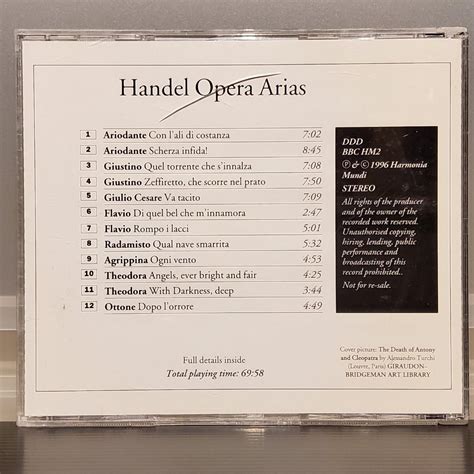 Handel Opera Arias
1 Ariodante Con l'ali di costanza 7:02
2 Ariodante Scherza infida! 8:45
3 Giustino Quel torrente che s'innalza 7:08
4 Giustino Zeffiretto, che scorre nel prato 7:50
5 Giulio Cesare Va tacito 7:09
6 Flavio Di quel bel che m'innamora 2:47
7 Flavio Rompo i lacci 5:01
8 Radamisto Qual nave smarrita 5:32
9 Agrippina Ogni vento 4:53
10 Theodora Angels, ever bright and fair 4:25
11 Theodora With Darkness, deep 3:44
12 Ottone Dopo l'orrore 4:49
Full details inside
Total playing time: 69:58
DDD
BBC HM2
℗ & © 1996 Harmonia
Mundi
STEREO
All rights of the producer
and of the owner of the
recorded work reserved.
Unauthorised copying,
hiring, lending, public
performance and
broadcasting of this
record prohibited..
Not for re-sale.
Cover picture: The Death of Antony
and Cleopatra by Alessandro Turchi
(Louvre, Paris) GIRAUDON-
BRIDGEMAN ART LIBRARY